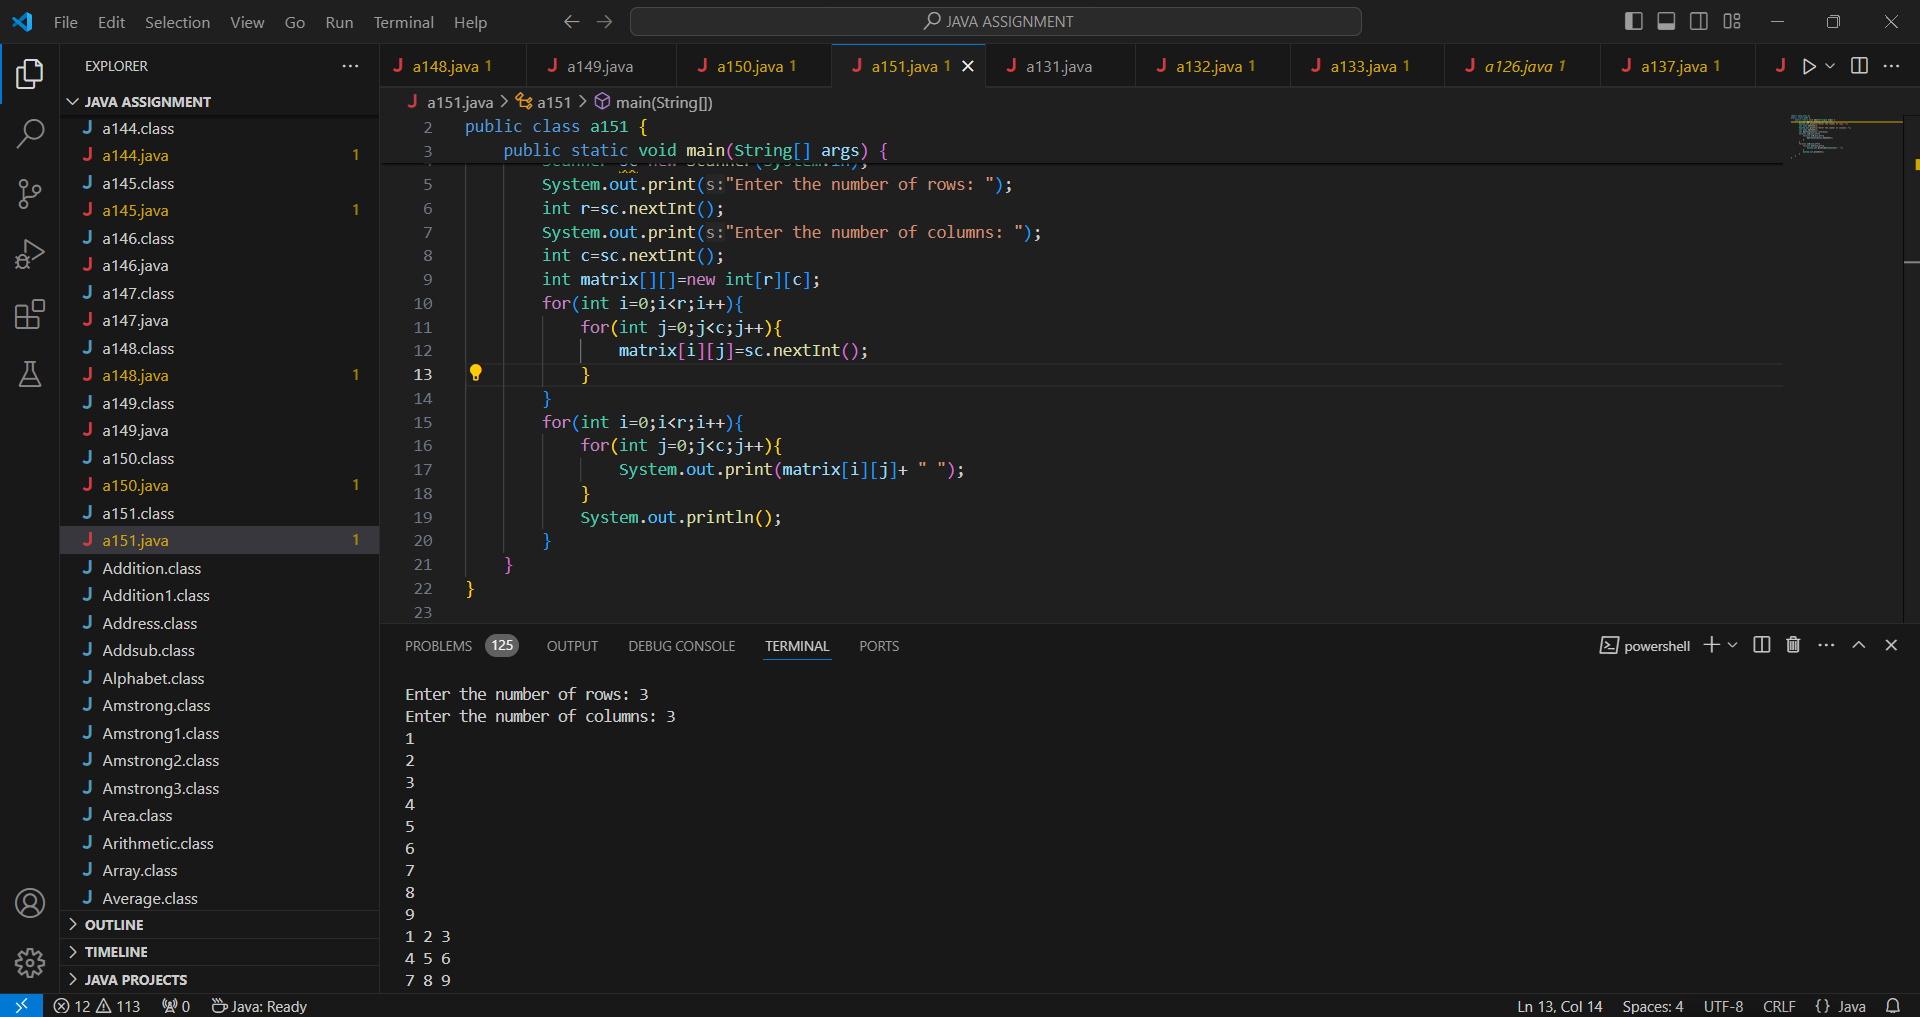 File Edit Selection View Go Run Terminal Help
JAVA ASSIGNMENT
EXPLORER
JAVA ASSIGNMENT
a144.class
a144.java 1
a145.class
a145.java 1
a146.class
a146.java
a147.class
a147.java
a148.class
a148.java 1
a149.class
a149.java
a150.class
a150.java 1
a151.class
a151.java 1
Addition.class
Addition1.class
Address.class
Addsub.class
Alphabet.class
Amstrong.class
Amstrong1.class
Amstrong2.class
Amstrong3.class
Area.class
Arithmetic.class
Array.class
Average.class
OUTLINE
TIMELINE
JAVA PROJECTS
a148.java 1 a149.java a150.java 1 a151.java 1 a131.java a132.java 1 a133.java 1 a126.java 1 a137.java 1
a151.java > a151 > main(String[])
2 public class a151 {
3 public static void main(String[] args) {
5 System.out.print(s:"Enter the number of rows: ");
6 int r=sc.nextInt();
7 System.out.print(s:"Enter the number of columns: ");
8 int c=sc.nextInt();
9 int matrix[][]=new int[r][c];
10 for(int i=0;i<r;i++){
11 for(int j=0;j<c;j++){
12 matrix[i][j]=sc.nextInt();
13 }
14 }
15 for(int i=0;i<r;i++){
16 for(int j=0;j<c;j++){
17 System.out.print(matrix[i][j]+ " ");
18 }
19 System.out.println();
20 }
21 }
22 }
23
PROBLEMS 125 OUTPUT DEBUG CONSOLE TERMINAL PORTS
powershell
Enter the number of rows: 3
Enter the number of columns: 3
1
2
3
4
5
6
7
8
9
1 2 3
4 5 6
7 8 9
12 113 0 Java: Ready
Ln 13, Col 14 Spaces: 4 UTF-8 CRLF {} Java